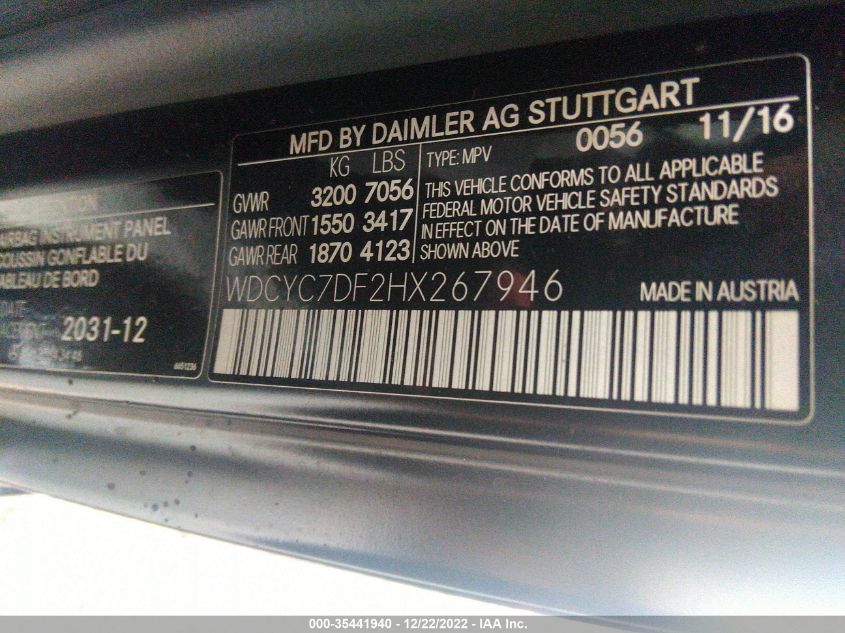 AIRBAG INSTRUMENT PANEL
COUSSIN GONFLABLE DU
TABLEAU DE BORD
2031-12
6651236
MFD BY DAIMLER AG STUTTGART
0056 11/16
KG LBS
GVWR 3200 7056
GAWR FRONT 1550 3417
GAWR REAR 1870 4123
TYPE: MPV
THIS VEHICLE CONFORMS TO ALL APPLICABLE
FEDERAL MOTOR VEHICLE SAFETY STANDARDS
IN EFFECT ON THE DATE OF MANUFACTURE
SHOWN ABOVE
WDCYC7DF2HX267946
MADE IN AUSTRIA
000-35441940 - 12/22/2022 - IAA Inc.